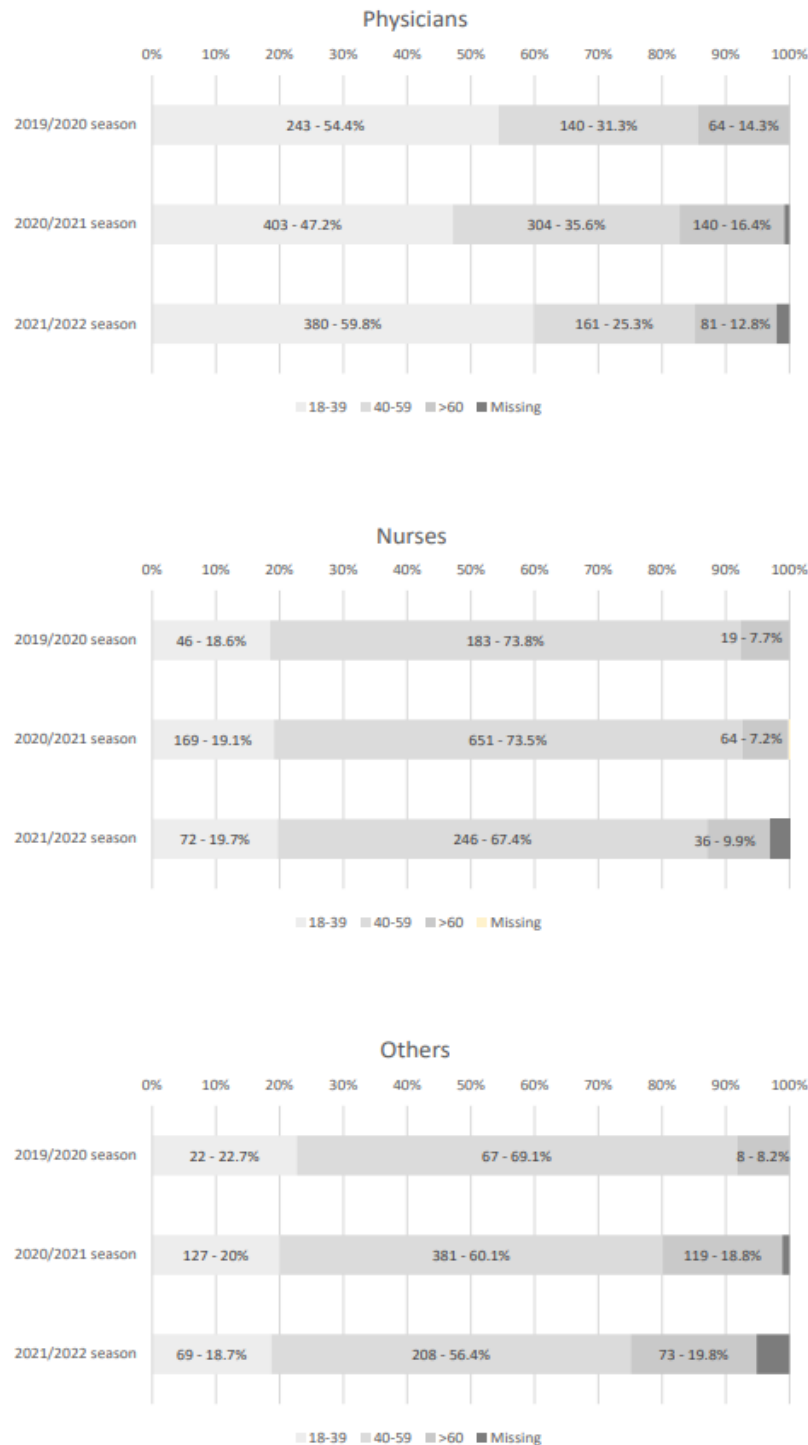 Physicians
0% 10% 20% 30% 40% 50% 60% 70% 80% 90% 100%
2019/2020 season 243 - 54.4% 140 - 31.3% 64 - 14.3%
2020/2021 season 403 - 47.2% 304 - 35.6% 140 - 16.4%
2021/2022 season 380 - 59.8% 161 - 25.3% 81 - 12.8%
18-39 40-59 >60 Missing
Nurses
0% 10% 20% 30% 40% 50% 60% 70% 80% 90% 100%
2019/2020 season 46 - 18.6% 183 - 73.8% 19 - 7.7%
2020/2021 season 169 - 19.1% 651 - 73.5% 64 - 7.2%
2021/2022 season 72 - 19.7% 246 - 67.4% 36 - 9.9%
18-39 40-59 >60 Missing
Others
0% 10% 20% 30% 40% 50% 60% 70% 80% 90% 100%
2019/2020 season 22 - 22.7% 67 - 69.1% 8 - 8.2%
2020/2021 season 127 - 20% 381 - 60.1% 119 - 18.8%
2021/2022 season 69 - 18.7% 208 - 56.4% 73 - 19.8%
18-39 40-59 >60 Missing